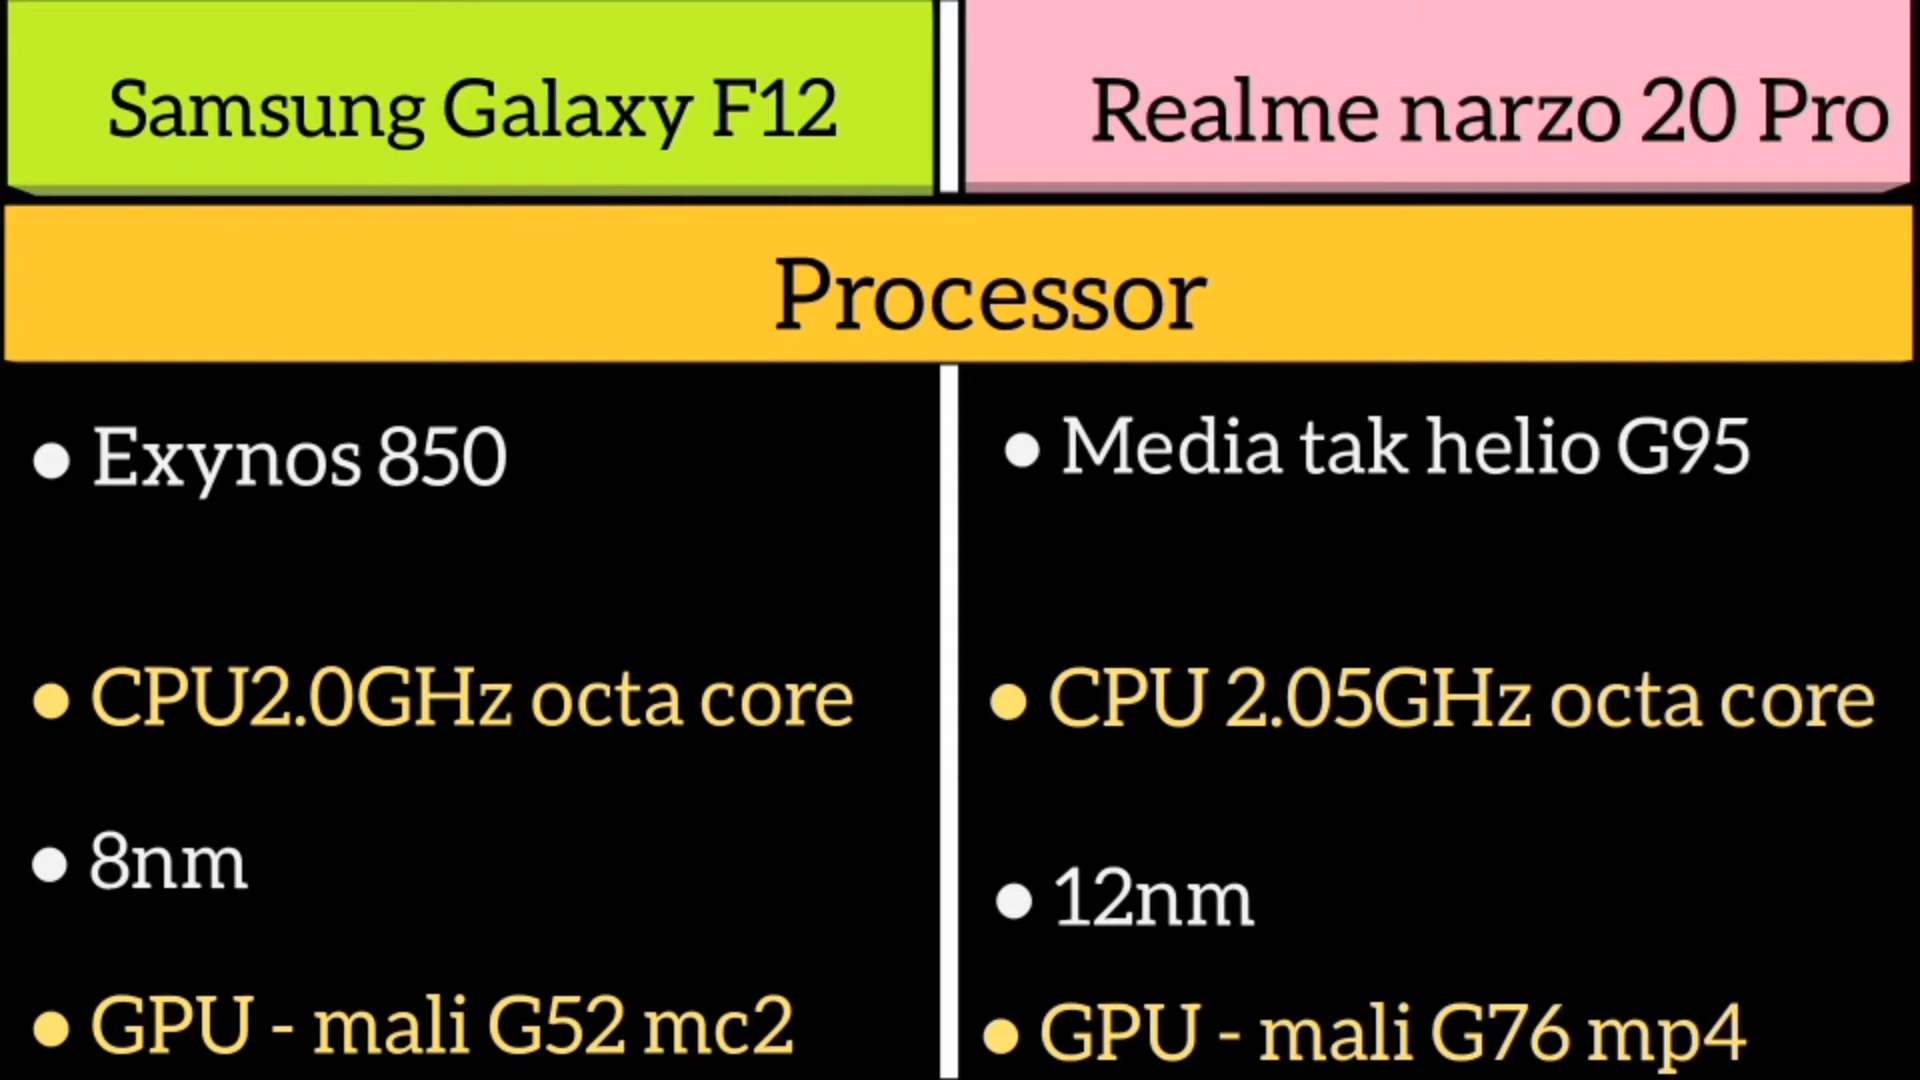 Samsung Galaxy F12
Realme narzo 20 Pro
Processor
• Exynos 850
• CPU2.0GHz octa core
• 8nm
• GPU - mali G52 mc2
• Media tak helio G95
• CPU 2.05GHz octa core
• 12nm
• GPU - mali G76 mp4